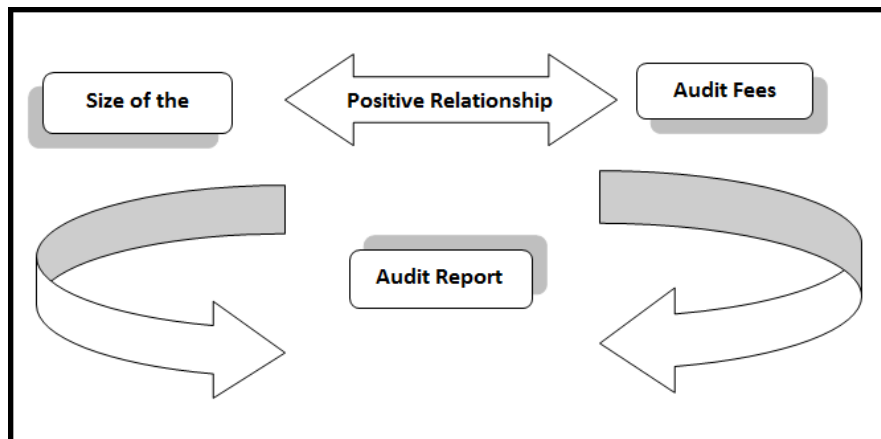 Size of the
Positive Relationship
Audit Fees
Audit Report